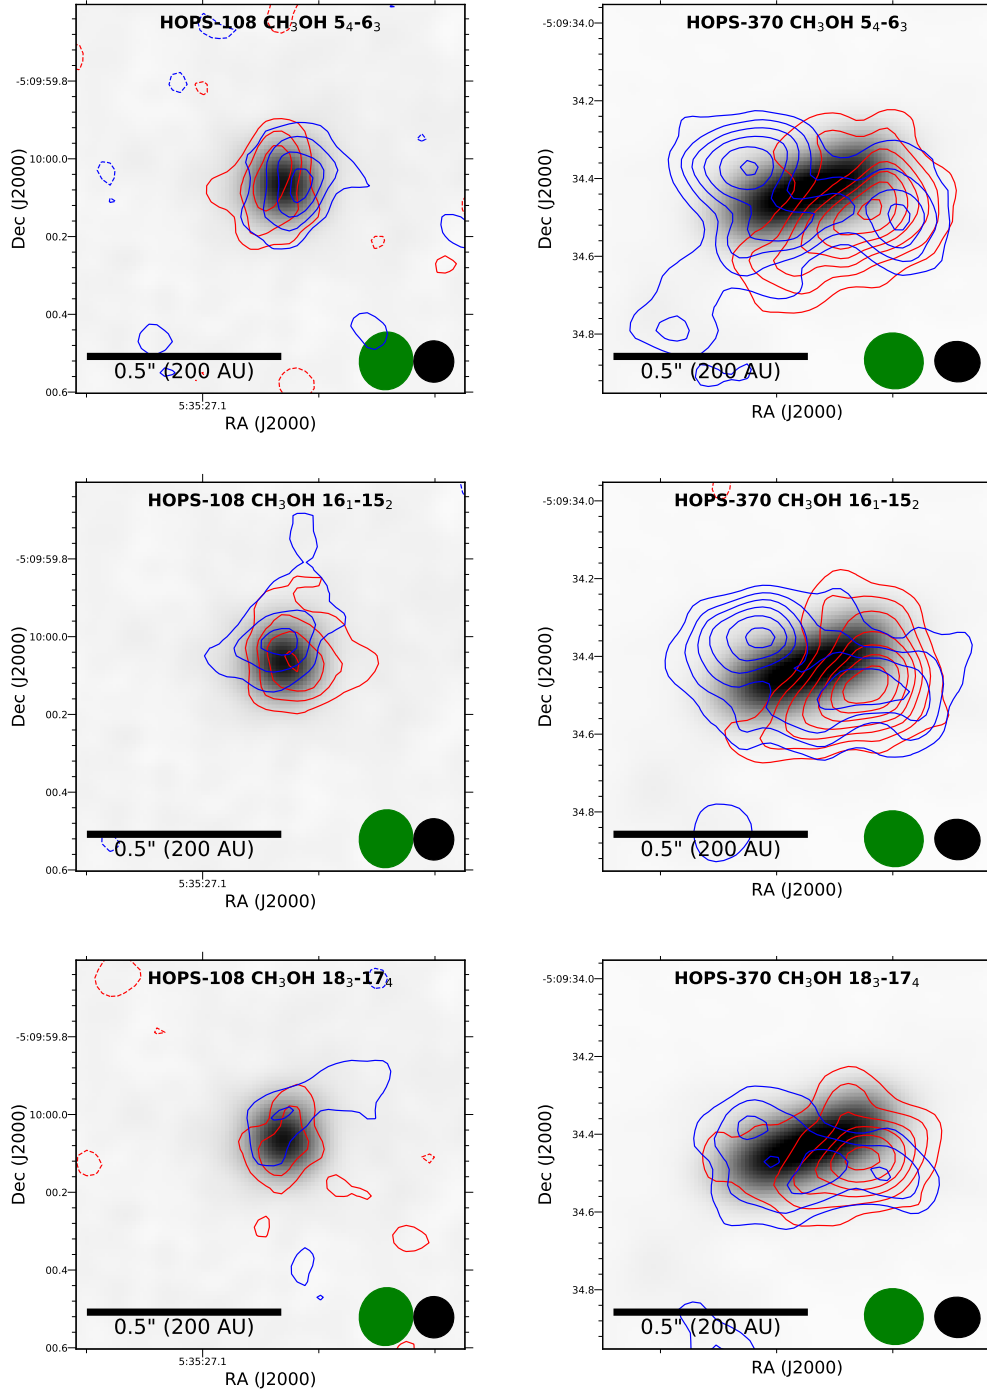 HOPS-108 CH₃OH 5₄-6₃
-5:09:59.8
10:00.0
00.2
00.4
00.6
Dec (J2000)
0.5" (200 AU)
5:35:27.1
RA (J2000)
HOPS-370 CH₃OH 5₄-6₃
-5:09:34.0
34.2
34.4
34.6
34.8
Dec (J2000)
0.5" (200 AU)
RA (J2000)
HOPS-108 CH₃OH 16₁-15₂
-5:09:59.8
10:00.0
00.2
00.4
00.6
Dec (J2000)
0.5" (200 AU)
5:35:27.1
RA (J2000)
HOPS-370 CH₃OH 16₁-15₂
-5:09:34.0
34.2
34.4
34.6
34.8
Dec (J2000)
0.5" (200 AU)
RA (J2000)
HOPS-108 CH₃OH 18₃-17₄
-5:09:59.8
10:00.0
00.2
00.4
00.6
Dec (J2000)
0.5" (200 AU)
5:35:27.1
RA (J2000)
HOPS-370 CH₃OH 18₃-17₄
-5:09:34.0
34.2
34.4
34.6
34.8
Dec (J2000)
0.5" (200 AU)
RA (J2000)